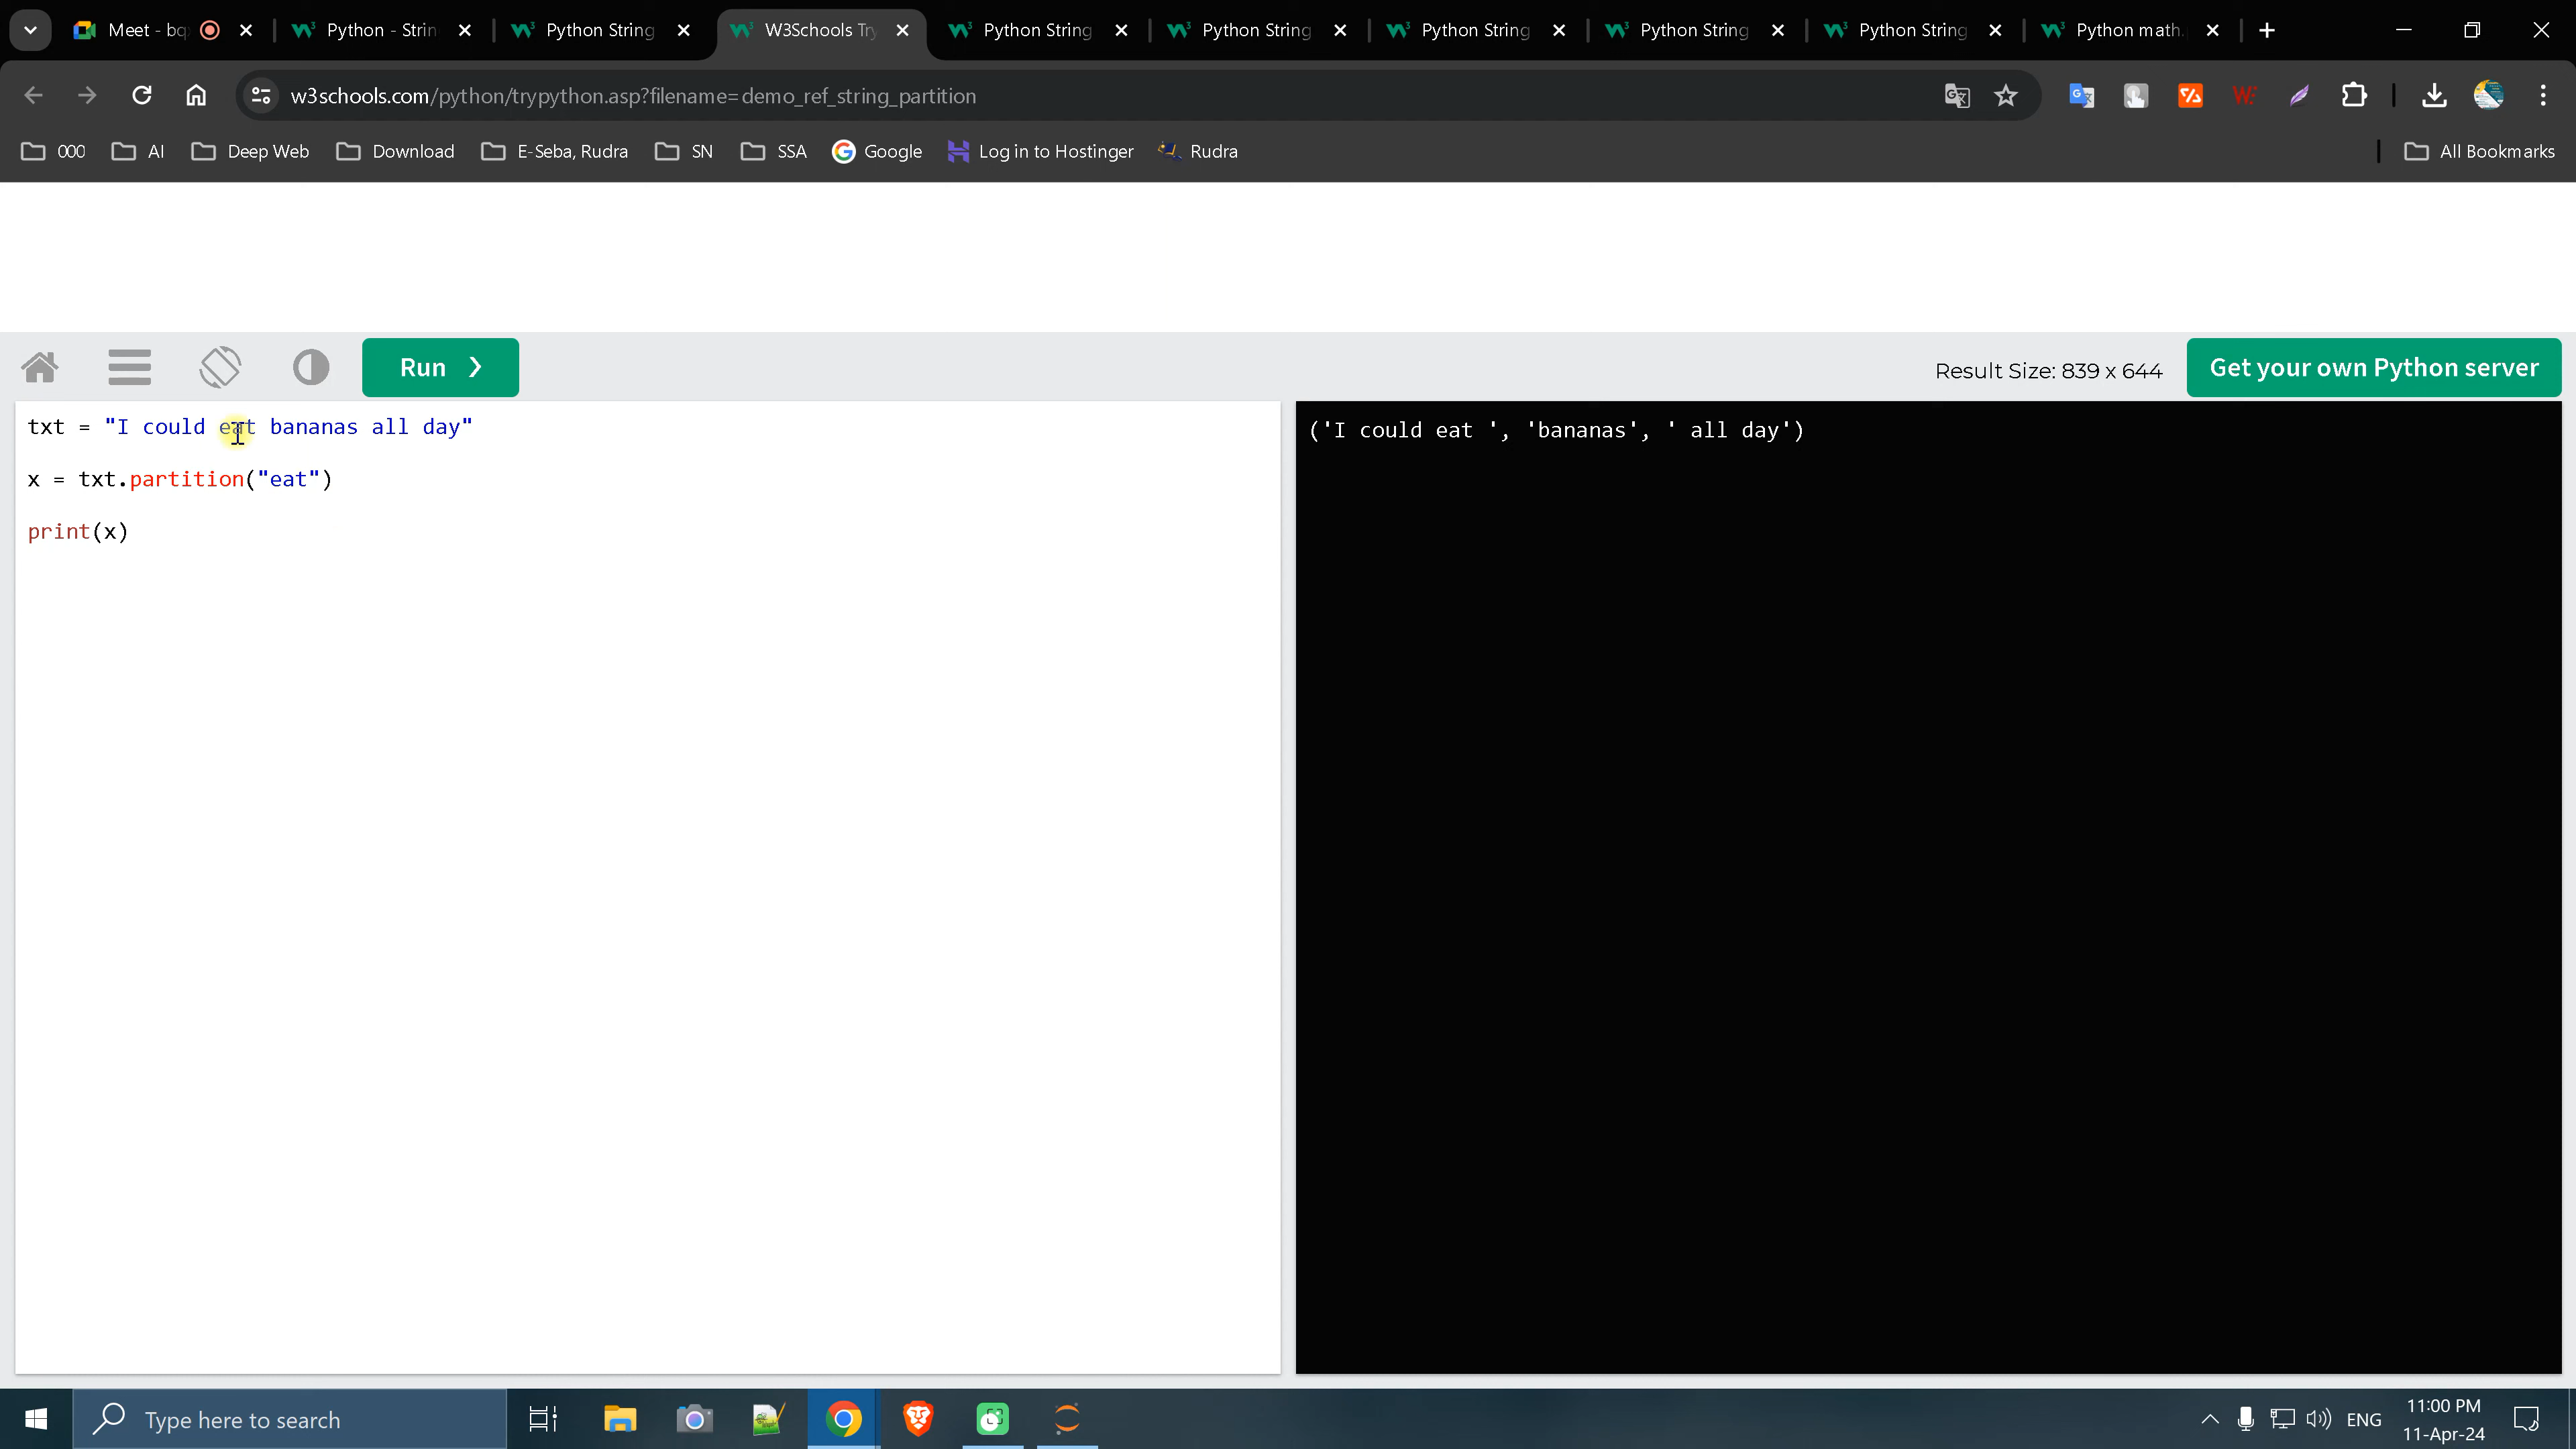 Meet - bq
Python - Strin
Python String
W3Schools Try
Python String
Python String
Python String
Python String
Python String
Python math.
w3schools.com/python/trypython.asp?filename=demo_ref_string_partition
000
AI
Deep Web
Download
E-Seba, Rudra
SN
SSA
Google
Log in to Hostinger
Rudra
All Bookmarks
Run ❯
Result Size: 839 x 644
Get your own Python server
txt = "I could eat bananas all day"
x = txt.partition("eat")
print(x)
('I could eat ', 'bananas', ' all day')
Type here to search
ENG
11:00 PM
11-Apr-24